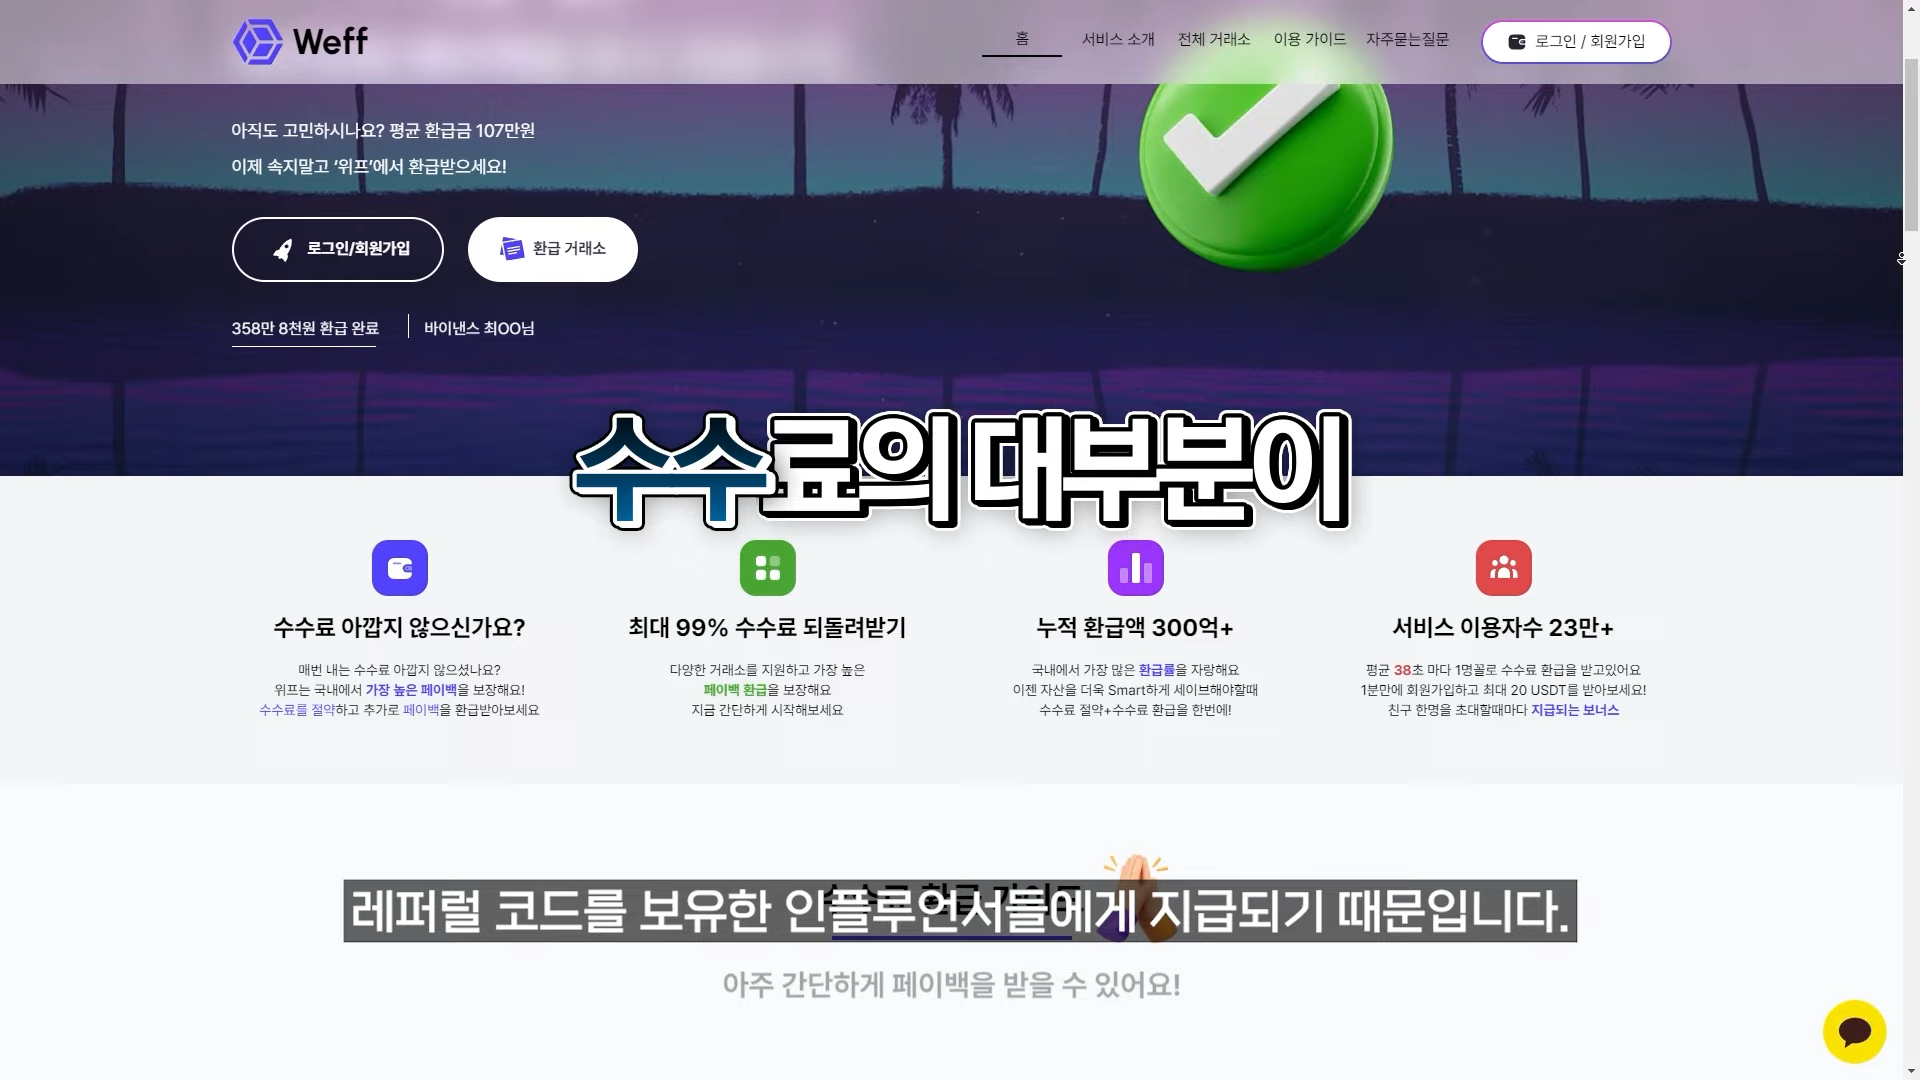 Weff
홈
서비스 소개
전체 거래소
이용 가이드
자주묻는질문
로그인 / 회원가입
아직도 고민하시나요? 평균 환급금 107만원
이제 속지말고 ‘위프’에서 환급받으세요!
로그인/회원가입
환급 거래소
358만 8천원 환급 완료
바이낸스 최OO님
수수료의 대부분이
수수료 아깝지 않으신가요?
매번 내는 수수료 아깝지 않으셨나요?
위프는 국내에서 가장 높은 페이백을 보장해요!
수수료를 절약하고 추가로 페이백을 환급받아보세요
최대 99% 수수료 되돌려받기
다양한 거래소를 지원하고 가장 높은
페이백 환급을 보장해요
지금 간단하게 시작해보세요
누적 환급액 300억+
국내에서 가장 많은 환급률을 자랑해요
이젠 자산을 더욱 Smart하게 세이브해야할때
수수료 절약+수수료 환급을 한번에!
서비스 이용자수 23만+
평균 38초 마다 1명꼴로 수수료 환급을 받고있어요
1분만에 회원가입하고 최대 20 USDT를 받아보세요!
친구 한명을 초대할때마다 지급되는 보너스
레퍼럴 코드를 보유한 인플루언서들에게 지급되기 때문입니다.
아주 간단하게 페이백을 받을 수 있어요!